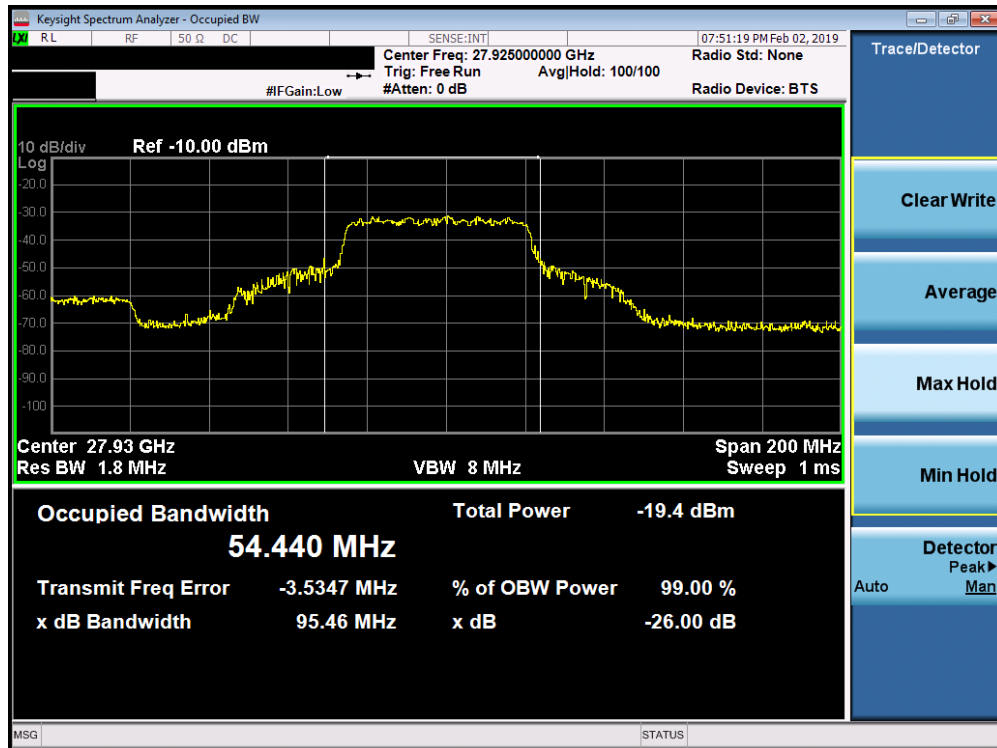 Keysight Spectrum Analyzer - Occupied BW
LXI RL RF 50 Ω DC SENSE:INT 07:51:19 PM Feb 02, 2019
Center Freq: 27.925000000 GHz Radio Std: None
Trig: Free Run Avg|Hold: 100/100
#IFGain:Low #Atten: 0 dB Radio Device: BTS
10 dB/div Ref -10.00 dBm
Log
-20.0
-30.0
-40.0
-50.0
-60.0
-70.0
-80.0
-90.0
-100
Center 27.93 GHz Span 200 MHz
Res BW 1.8 MHz VBW 8 MHz Sweep 1 ms
Occupied Bandwidth Total Power -19.4 dBm
54.440 MHz
Transmit Freq Error -3.5347 MHz % of OBW Power 99.00 %
x dB Bandwidth 95.46 MHz x dB -26.00 dB
MSG STATUS
Trace/Detector
Clear Write
Average
Max Hold
Min Hold
Detector
Peak▶
Auto Man